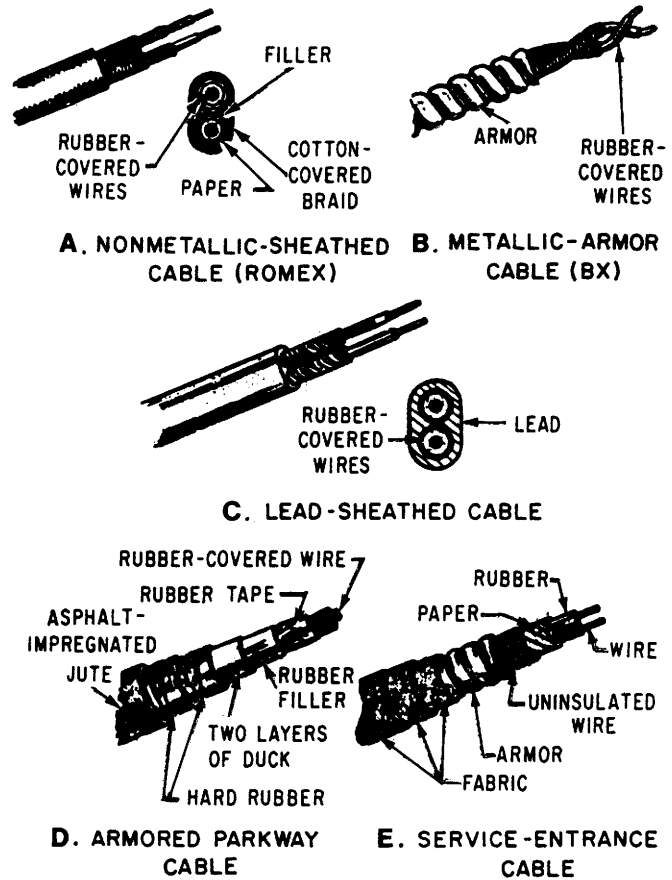 FILLER
RUBBER-
COVERED
WIRES
PAPER
COTTON-
COVERED
BRAID
A. NONMETALLIC-SHEATHED
CABLE (ROMEX)
ARMOR
RUBBER-
COVERED
WIRES
B. METALLIC-ARMOR
CABLE (BX)
RUBBER-
COVERED
WIRES
LEAD
C. LEAD-SHEATHED CABLE
RUBBER-COVERED WIRE
RUBBER TAPE
ASPHALT-
IMPREGNATED
JUTE
RUBBER
FILLER
TWO LAYERS
OF DUCK
HARD RUBBER
D. ARMORED PARKWAY
CABLE
RUBBER
PAPER
WIRE
UNINSULATED
WIRE
ARMOR
FABRIC
E. SERVICE-ENTRANCE
CABLE